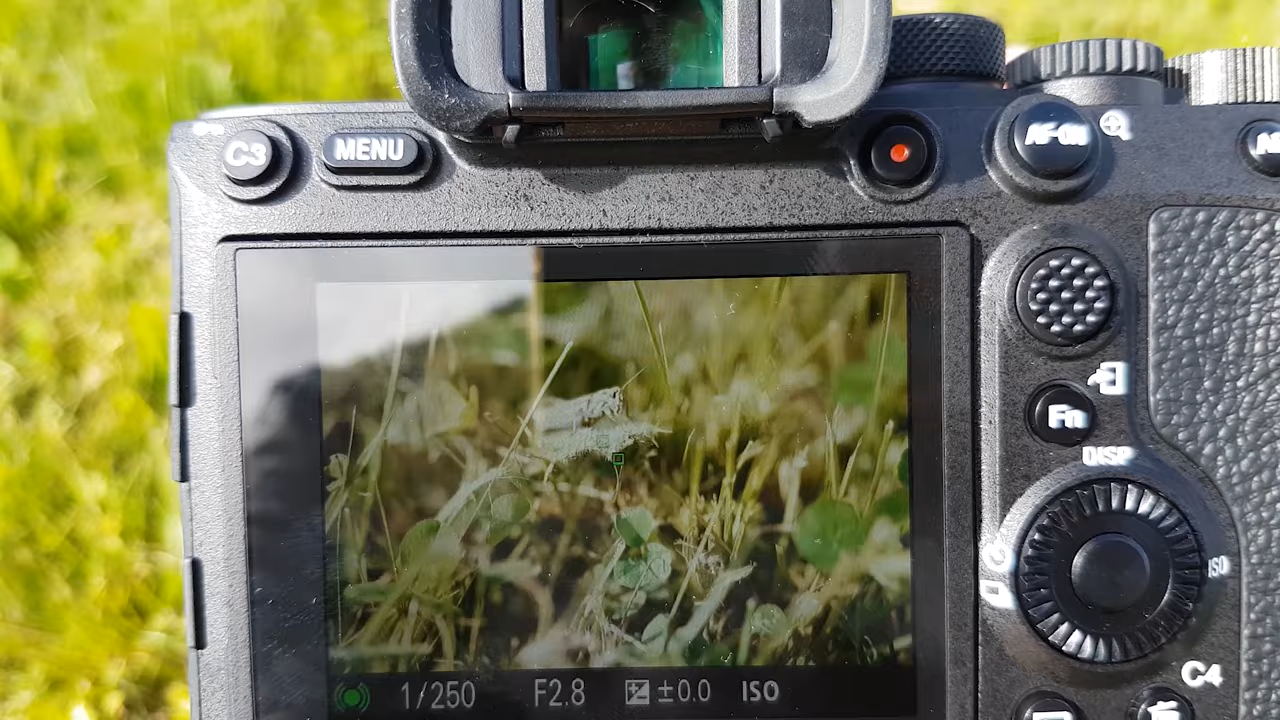 C3
MENU
AF-ON
Fn
DISP
ISO
C4
1/250 F2.8 ±0.0 ISO